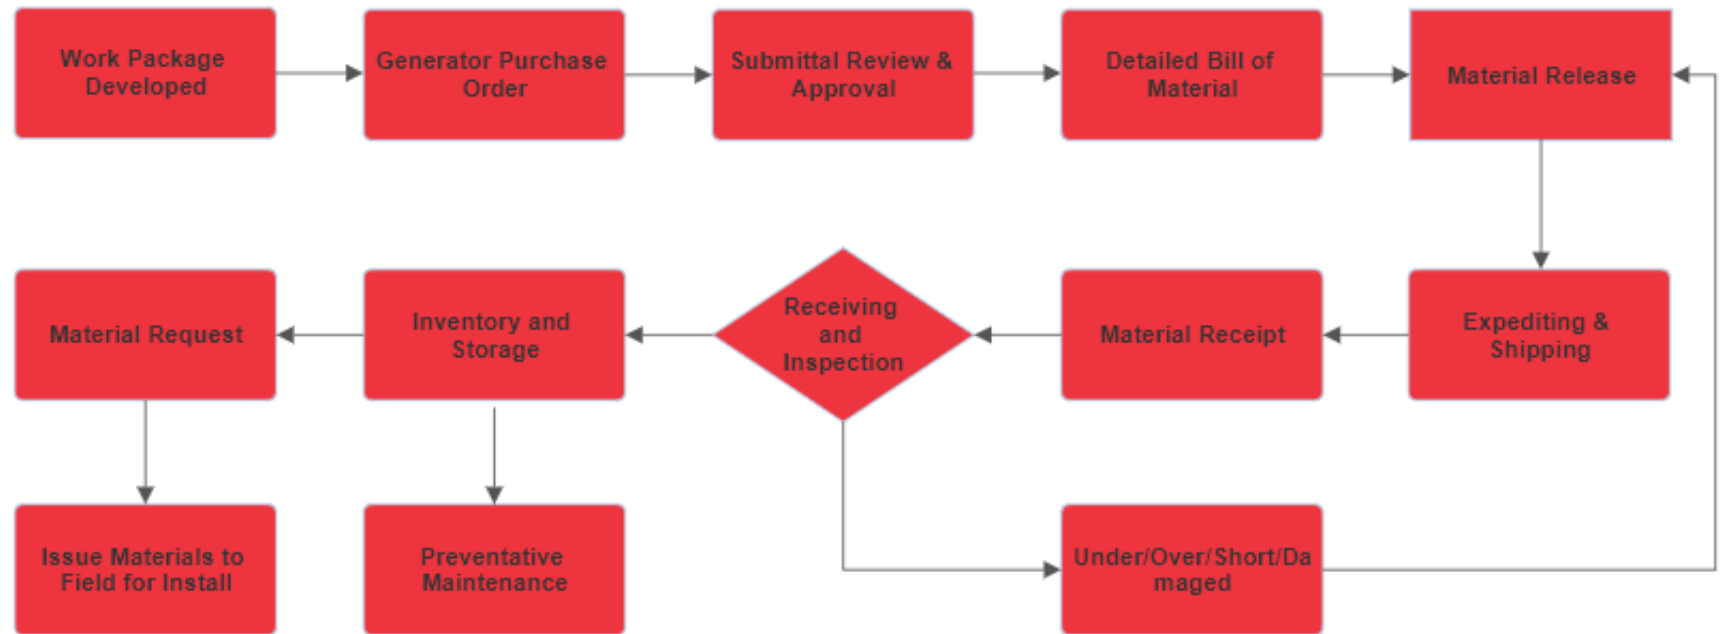 Work Package
Developed
Generator Purchase
Order
Submittal Review &
Approval
Detailed Bill of
Material
Material Release
Material Request
Inventory and
Storage
Receiving
and
Inspection
Material Receipt
Expediting &
Shipping
Issue Materials to
Field for Install
Preventative
Maintenance
Under/Over/Short/Da
maged